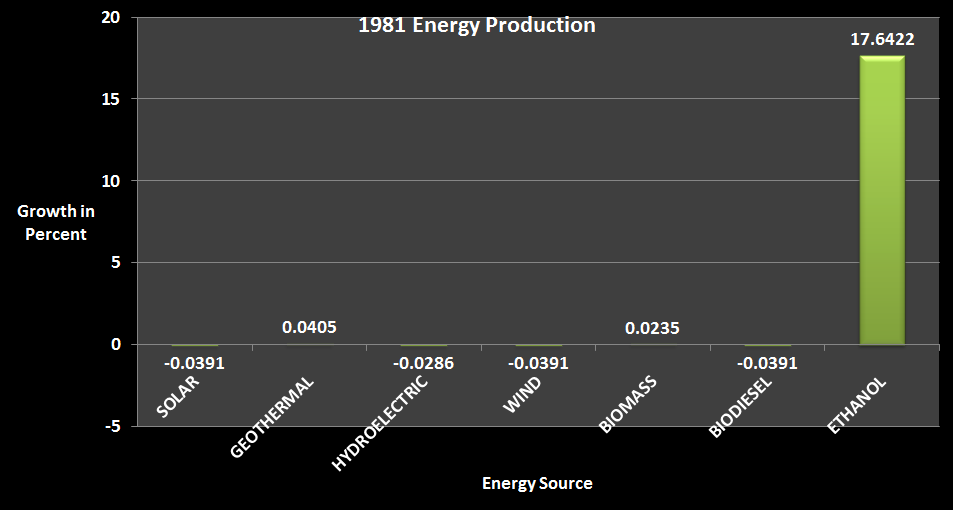 1981 Energy Production
20
15
10
5
0
-5
Growth in
Percent
17.6422
0.0405
0.0235
-0.0391
-0.0286
-0.0391
-0.0391
SOLAR
GEOTHERMAL
HYDROELECTRIC
WIND
BIOMASS
BIODIESEL
ETHANOL
Energy Source